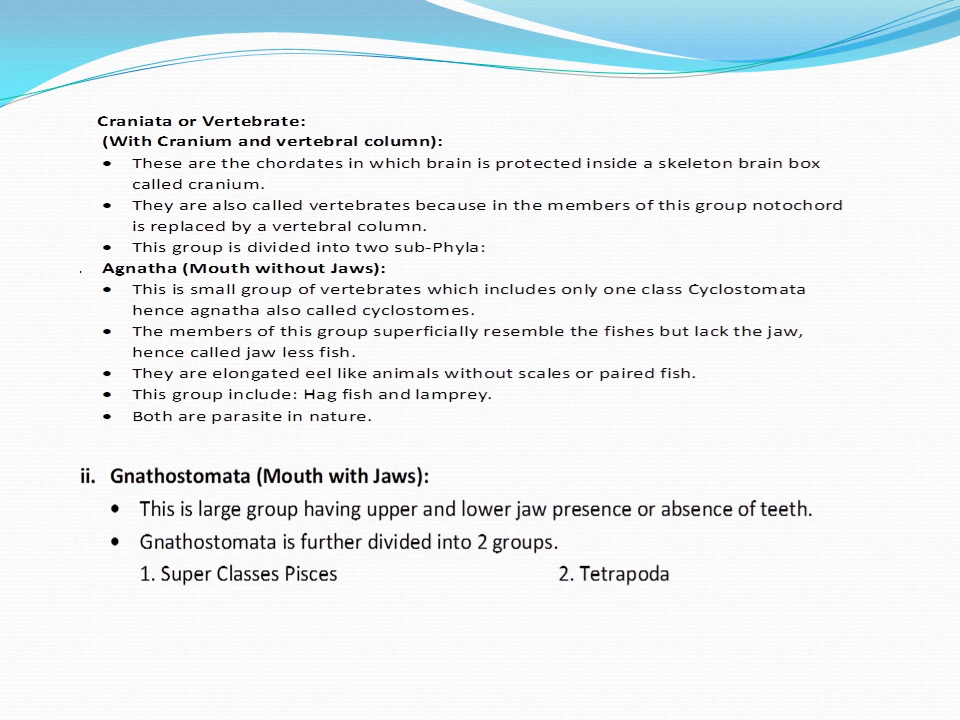 Craniata or Vertebrate:
(With Cranium and vertebral column):
• These are the chordates in which brain is protected inside a skeleton brain box
called cranium.
• They are also called vertebrates because in the members of this group notochord
is replaced by a vertebral column.
• This group is divided into two sub-Phyla:
. Agnatha (Mouth without Jaws):
• This is small group of vertebrates which includes only one class Cyclostomata
hence agnatha also called cyclostomes.
• The members of this group superficially resemble the fishes but lack the jaw,
hence called jaw less fish.
• They are elongated eel like animals without scales or paired fish.
• This group include: Hag fish and lamprey.
• Both are parasite in nature.
ii. Gnathostomata (Mouth with Jaws):
• This is large group having upper and lower jaw presence or absence of teeth.
• Gnathostomata is further divided into 2 groups.
1. Super Classes Pisces 2. Tetrapoda